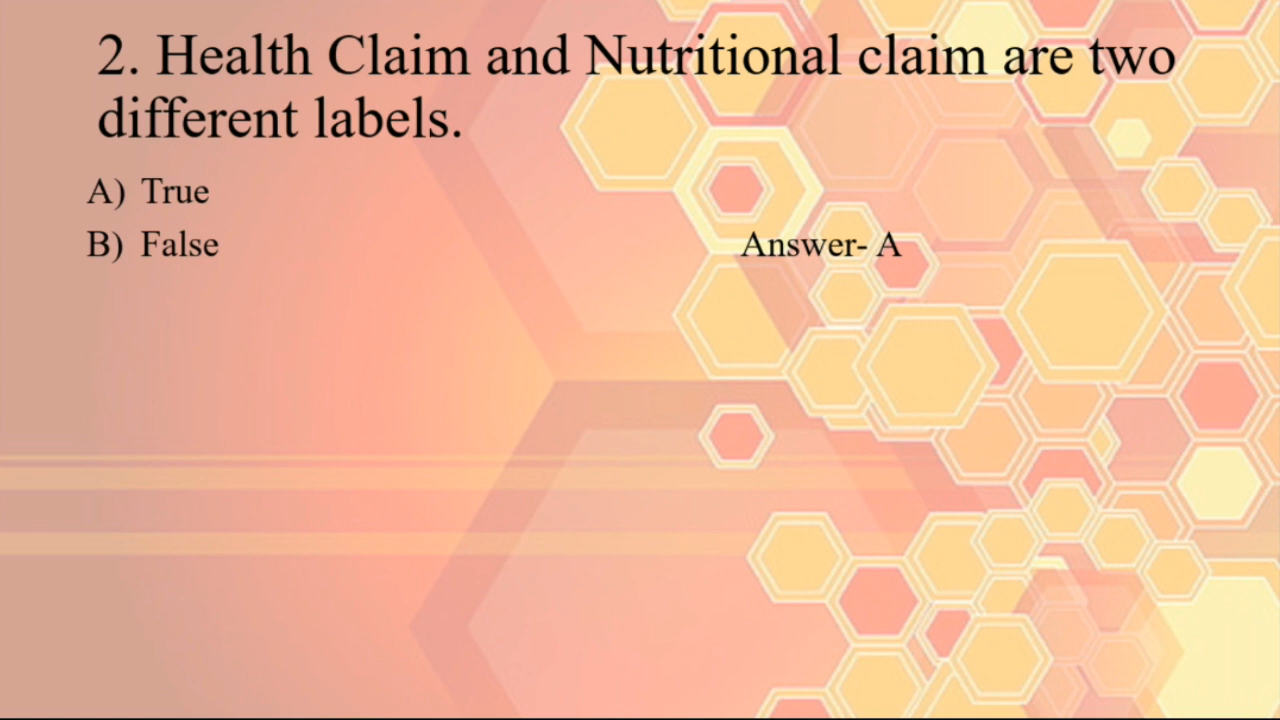 2. Health Claim and Nutritional claim are two
different labels.
A) True
B) False
Answer- A